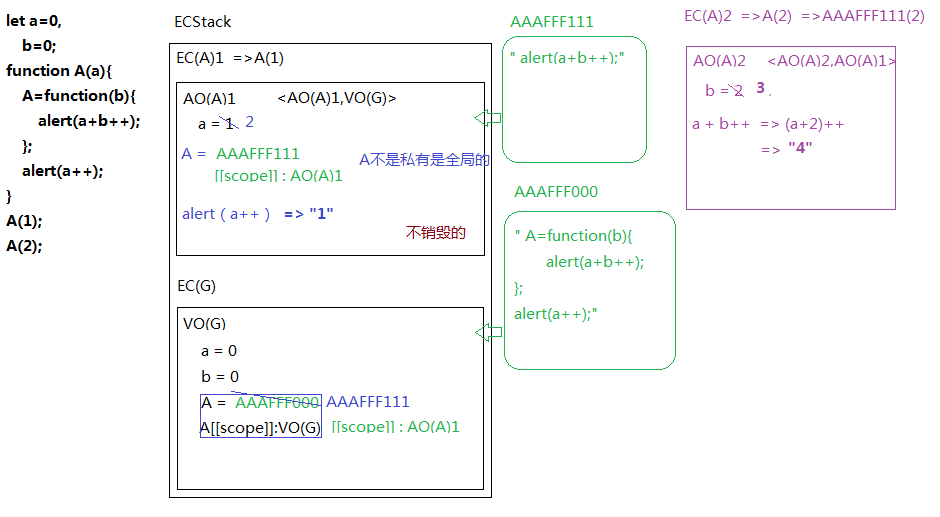 let a=0,
b=0;
function A(a){
A=function(b){
alert(a+b++);
};
alert(a++);
}
A(1);
A(2);
ECStack
EC(A)1 =>A(1)
AO(A)1 <AO(A)1,VO(G)>
a = 1 2
A = AAAFFF111
[[scope]] : AO(A)1
A不是私有是全局的
alert ( a++ ) => "1"
不销毁的
EC(G)
VO(G)
a = 0
b = 0
A = AAAFFF000 AAAFFF111
A[[scope]]:VO(G) [[scope]] : AO(A)1
AAAFFF111
" alert(a+b++);"
AAAFFF000
" A=function(b){
alert(a+b++);
};
alert(a++);"
EC(A)2 =>A(2) =>AAAFFF111(2)
AO(A)2 <AO(A)2,AO(A)1>
b = 2 3
a + b++ => (a+2)++
=> "4"